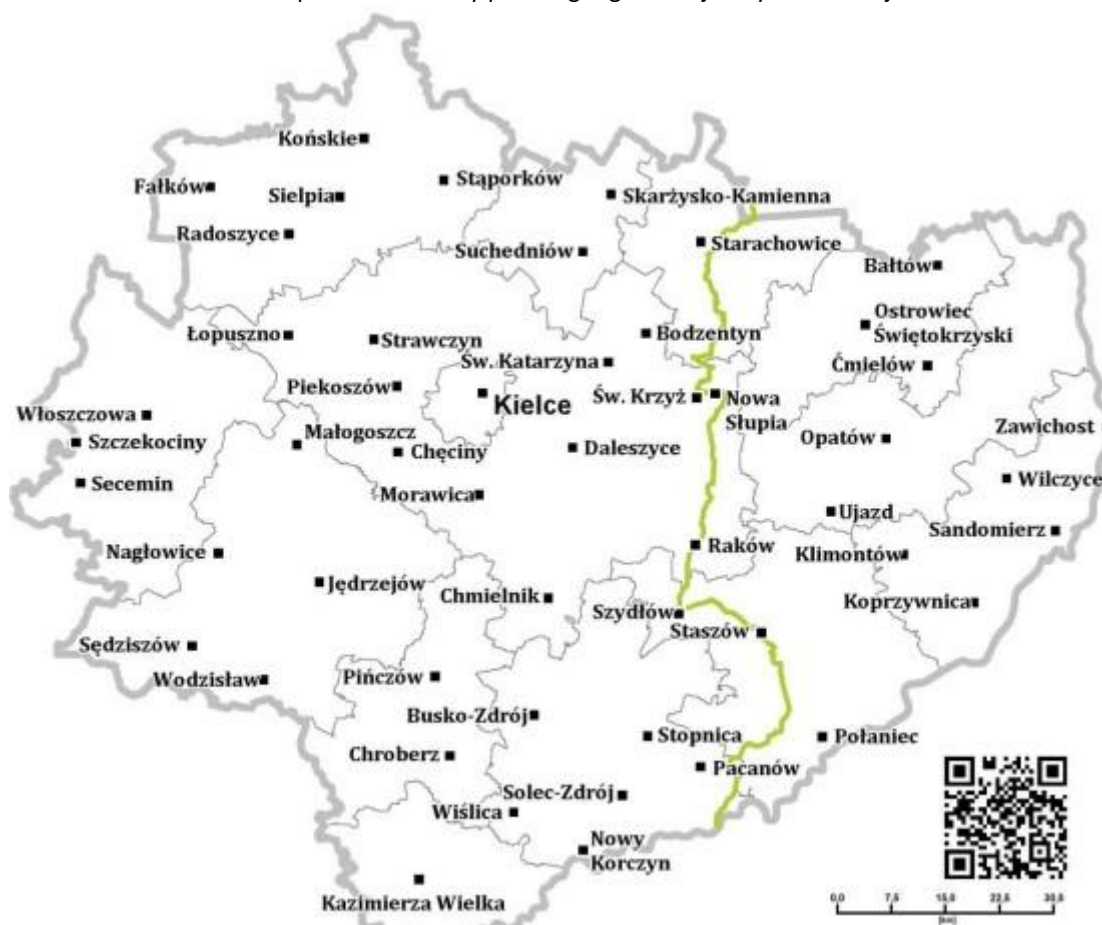 Końskie
Fałków
Sielpia
Stąporków
Skarżysko-Kamienna
Radoszyce
Suchedniów
Starachowice
Bałtów
Łopuszno
Strawczyn
Bodzentyn
Ostrowiec
Świętokrzyski
Św. Katarzyna
Ćmielów
Piekoszów
Kielce
Św. Krzyż
Nowa
Słupia
Włoszczowa
Szczekociny
Małogoszcz
Chęciny
Daleszyce
Opatów
Zawichost
Secemin
Morawica
Wilczyce
Ujazd
Sandomierz
Nagłowice
Raków
Klimontów
Jędrzejów
Chmielnik
Szydłów
Koprzywnica
Staszów
Sędziszów
Wodzisław
Pińczów
Busko-Zdrój
Stopnica
Połaniec
Chroberz
Pacanów
Solec-Zdrój
Wiślica
Nowy
Korczyn
Kazimierza Wielka
0,0 7,5 15,0 22,5 30,0
[km]